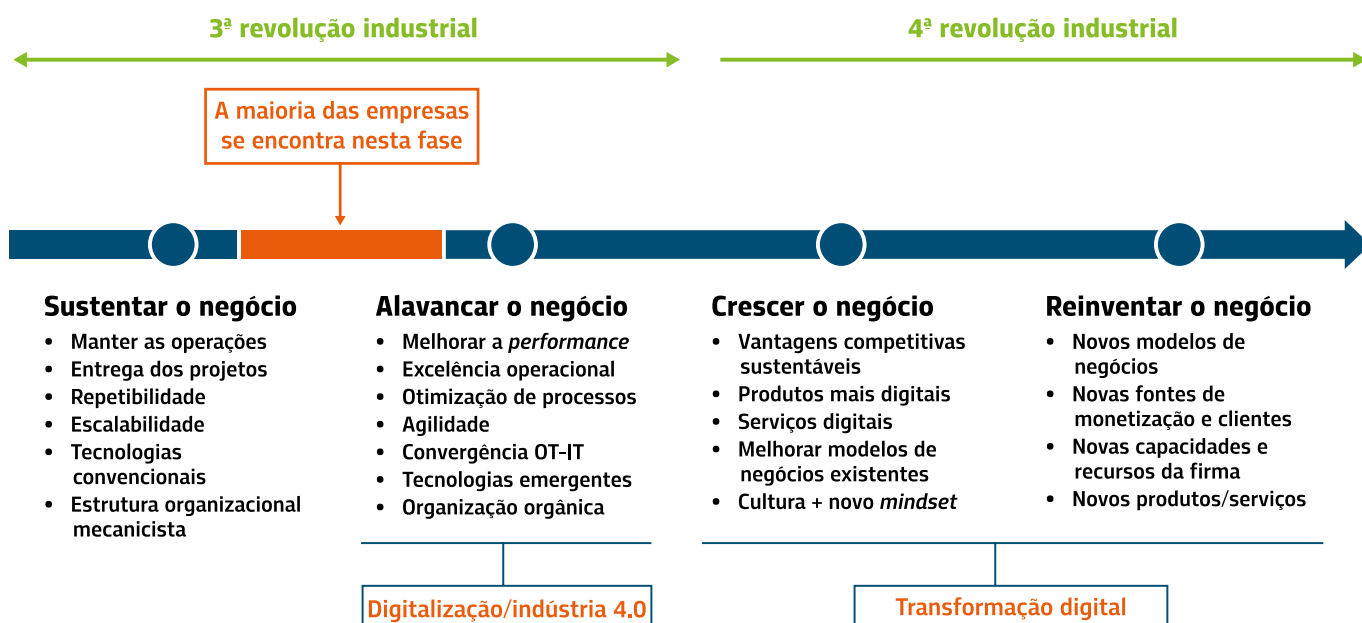 3ª revolução industrial
4ª revolução industrial
A maioria das empresas
se encontra nesta fase
Sustentar o negócio
• Manter as operações
• Entrega dos projetos
• Repetibilidade
• Escalabilidade
• Tecnologias
convencionais
• Estrutura organizacional
mecanicista
Alavancar o negócio
• Melhorar a performance
• Excelência operacional
• Otimização de processos
• Agilidade
• Convergência OT-IT
• Tecnologias emergentes
• Organização orgânica
Crescer o negócio
• Vantagens competitivas
sustentáveis
• Produtos mais digitais
• Serviços digitais
• Melhorar modelos de
negócios existentes
• Cultura + novo mindset
Reinventar o negócio
• Novos modelos de
negócios
• Novas fontes de
monetização e clientes
• Novas capacidades e
recursos da firma
• Novos produtos/serviços
Digitalização/indústria 4.0
Transformação digital